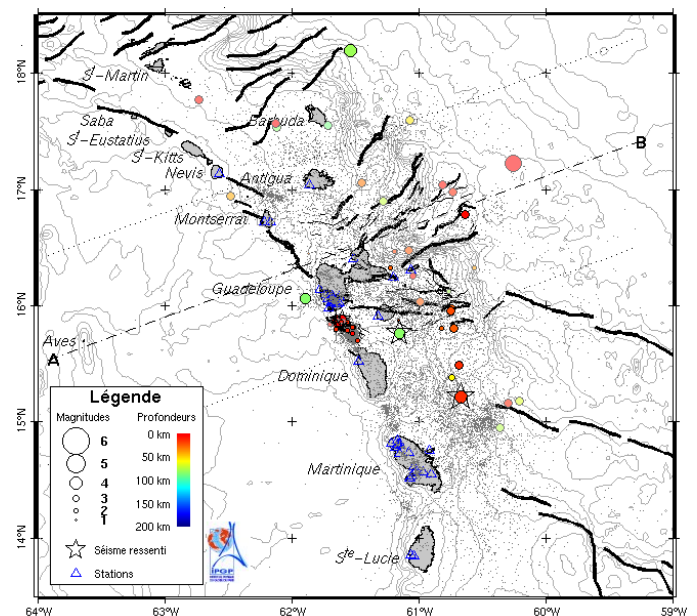 18°N
17°N
16°N
15°N
14°N
64°W
63°W
62°W
61°W
60°W
59°W
St-Martin
Saba
St-Eustatius
St-Kitts
Nevis
Barbuda
Antigua
Montserrat
Guadeloupe
Aves
A
B
Dominique
Martinique
Ste-Lucie
Légende
Magnitudes Profondeurs
6
5
4
3
2
1
0 km
50 km
100 km
150 km
200 km
Séisme ressenti
Stations
IPGP